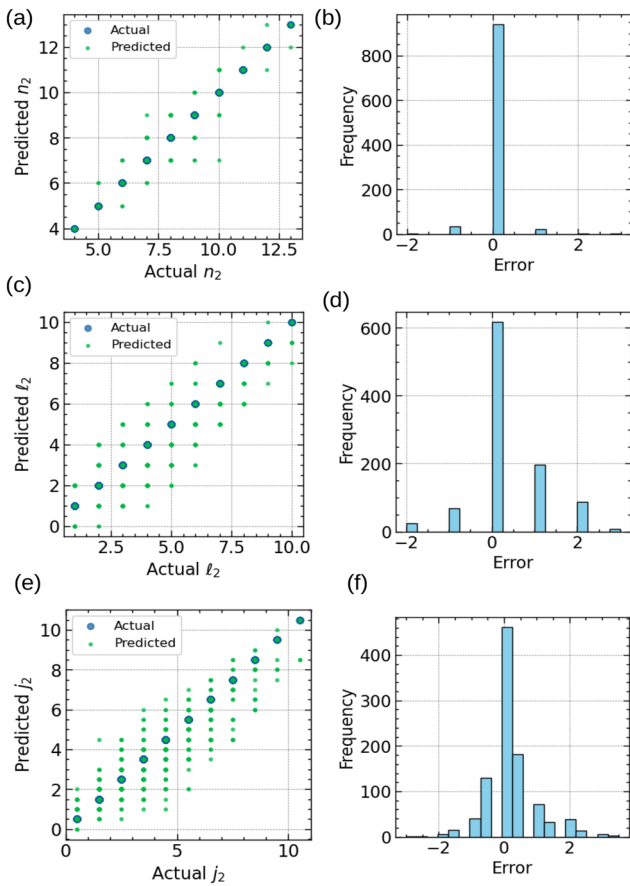 (a)
12
10
8
6
4
Predicted n₂
Actual
Predicted
5.0 7.5 10.0 12.5
Actual n₂
(b)
800
600
400
200
0
Frequency
−2 0 2
Error
(c)
10
8
6
4
2
0
Predicted ℓ₂
Actual
Predicted
2.5 5.0 7.5 10.0
Actual ℓ₂
(d)
600
400
200
0
Frequency
−2 0 2
Error
(e)
10
8
6
4
2
0
Predicted j₂
Actual
Predicted
0 5 10
Actual j₂
(f)
400
300
200
100
0
Frequency
−2 0 2
Error